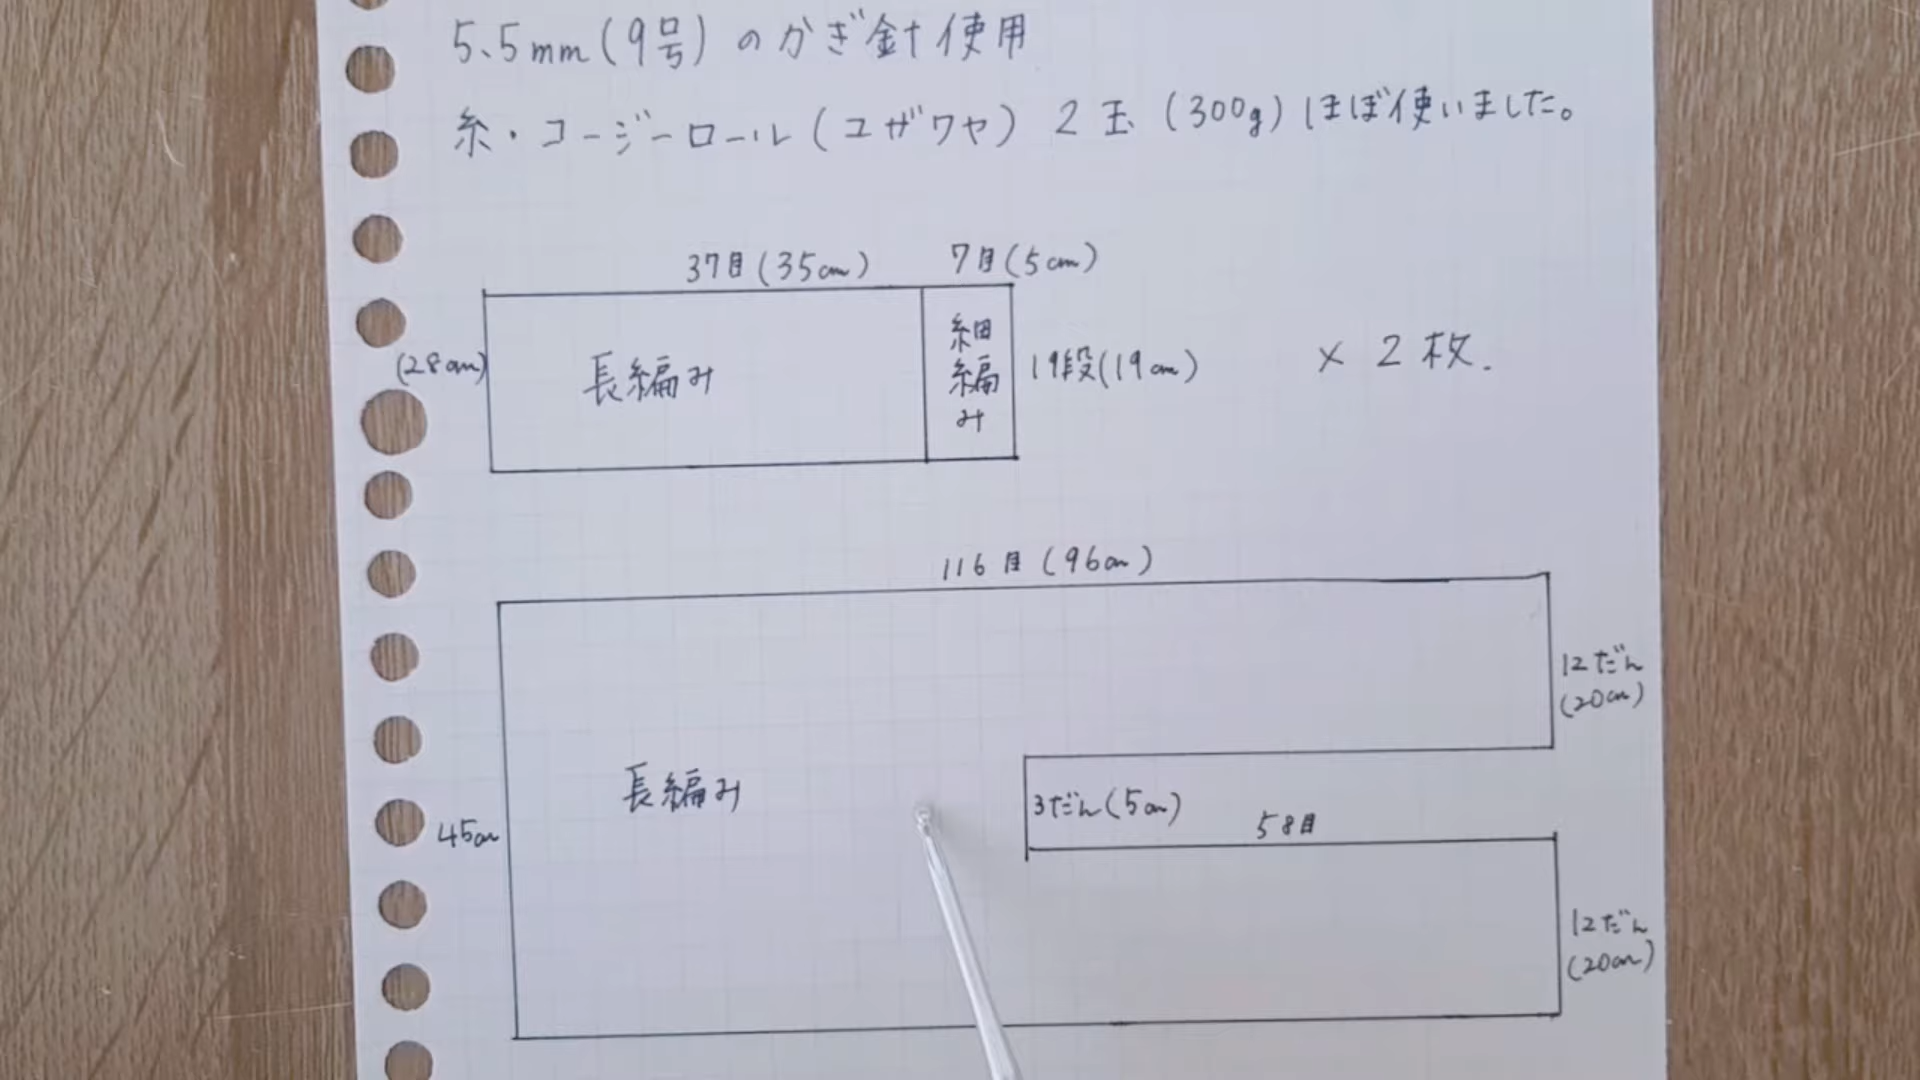 5.5mm(9号)のかぎ針使用
糸・コージーロール(ユザワヤ) 2玉(300g)ほぼ使いました。
37目(35cm) 7目(5cm)
(28cm) 長編み 細編み 19段(19cm) × 2枚.
116目(96cm)
12だん
(20cm)
長編み 3だん(5cm)
58目
45cm
12だん
(20cm)